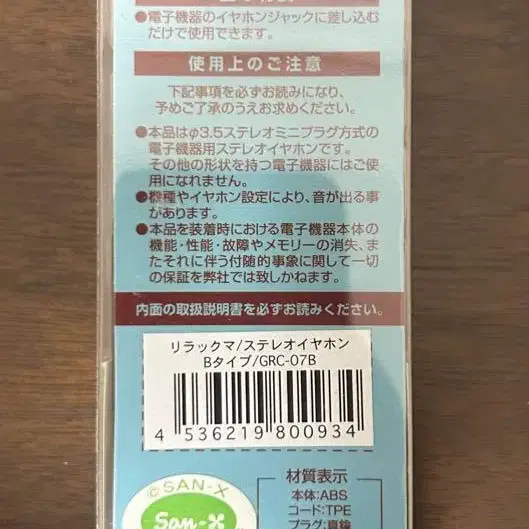 ●電子機器のイヤホンジャックに差し込む
だけで使用できます。
使用上のご注意
下記事項を必ずお読みになり、
予めご了承のうえお求めください。
●本品はφ3.5ステレオミニプラグ方式の
電子機器用ステレオイヤホンです。
その他の形状を持つ電子機器にはご使
用になれません。
●機種やイヤホン設定により、音が出る事
があります。
●本品を装着時における電子機器本体の
機能・性能・故障やメモリーの消失、ま
たそれに伴う付随的事象に関して一切
の保証を弊社では致しかねます。
内面の取扱説明書を必ずお読みください。
リラックマ/ステレオイヤホン
Bタイプ/GRC-07B
4 536219 800934
©SAN-X
San-X
材質表示
本体:ABS
コード:TPE
プラグ:真鍮